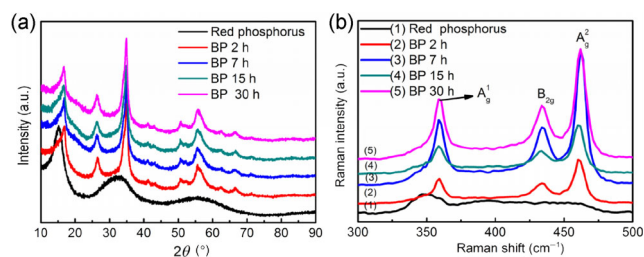 (a)
Red phosphorus
BP 2 h
BP 7 h
BP 15 h
BP 30 h
Intensity (a.u.)
10 20 30 40 50 60 70 80 90
2θ (°)
(b)
(1) Red phosphorus
(2) BP 2 h
(3) BP 7 h
(4) BP 15 h
(5) BP 30 h
A¹g
B2g
A²g
(5)
(4)
(3)
(2)
(1)
Raman intensity (a.u.)
300 350 400 450 500
Raman shift (cm⁻¹)